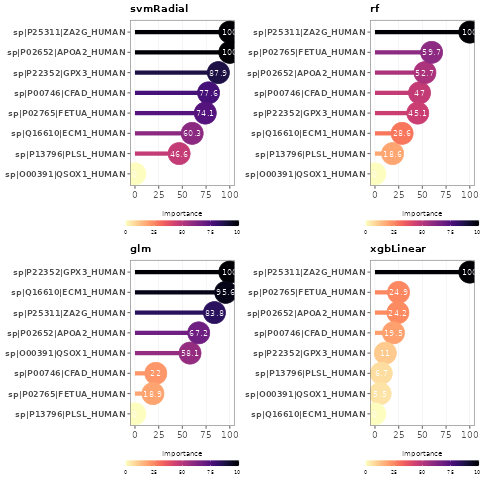 svmRadial
sp|P25311|ZA2G_HUMAN 100
sp|P02652|APOA2_HUMAN 100
sp|P22352|GPX3_HUMAN 87.9
sp|P00746|CFAD_HUMAN 77.6
sp|P02765|FETUA_HUMAN 74.1
sp|Q16610|ECM1_HUMAN 60.3
sp|P13796|PLSL_HUMAN 46.6
sp|O00391|QSOX1_HUMAN
0 25 50 75 100
importance
0 25 50 75 10
rf
sp|P25311|ZA2G_HUMAN 100
sp|P02765|FETUA_HUMAN 59.7
sp|P02652|APOA2_HUMAN 52.7
sp|P00746|CFAD_HUMAN 47
sp|P22352|GPX3_HUMAN 45.1
sp|Q16610|ECM1_HUMAN 28.6
sp|P13796|PLSL_HUMAN 18.6
sp|O00391|QSOX1_HUMAN
0 25 50 75 100
importance
0 25 50 75 10
glm
sp|P22352|GPX3_HUMAN 100
sp|Q16610|ECM1_HUMAN 95.6
sp|P25311|ZA2G_HUMAN 83.8
sp|P02652|APOA2_HUMAN 67.2
sp|O00391|QSOX1_HUMAN 58.1
sp|P00746|CFAD_HUMAN 22
sp|P02765|FETUA_HUMAN 18.9
sp|P13796|PLSL_HUMAN
0 25 50 75 100
importance
0 25 50 75 10
xgbLinear
sp|P25311|ZA2G_HUMAN 100
sp|P02765|FETUA_HUMAN 24.9
sp|P02652|APOA2_HUMAN 24.2
sp|P00746|CFAD_HUMAN 19.5
sp|P22352|GPX3_HUMAN 11
sp|P13796|PLSL_HUMAN
sp|O00391|QSOX1_HUMAN
sp|Q16610|ECM1_HUMAN
0 25 50 75 100
importance
0 25 50 75 10